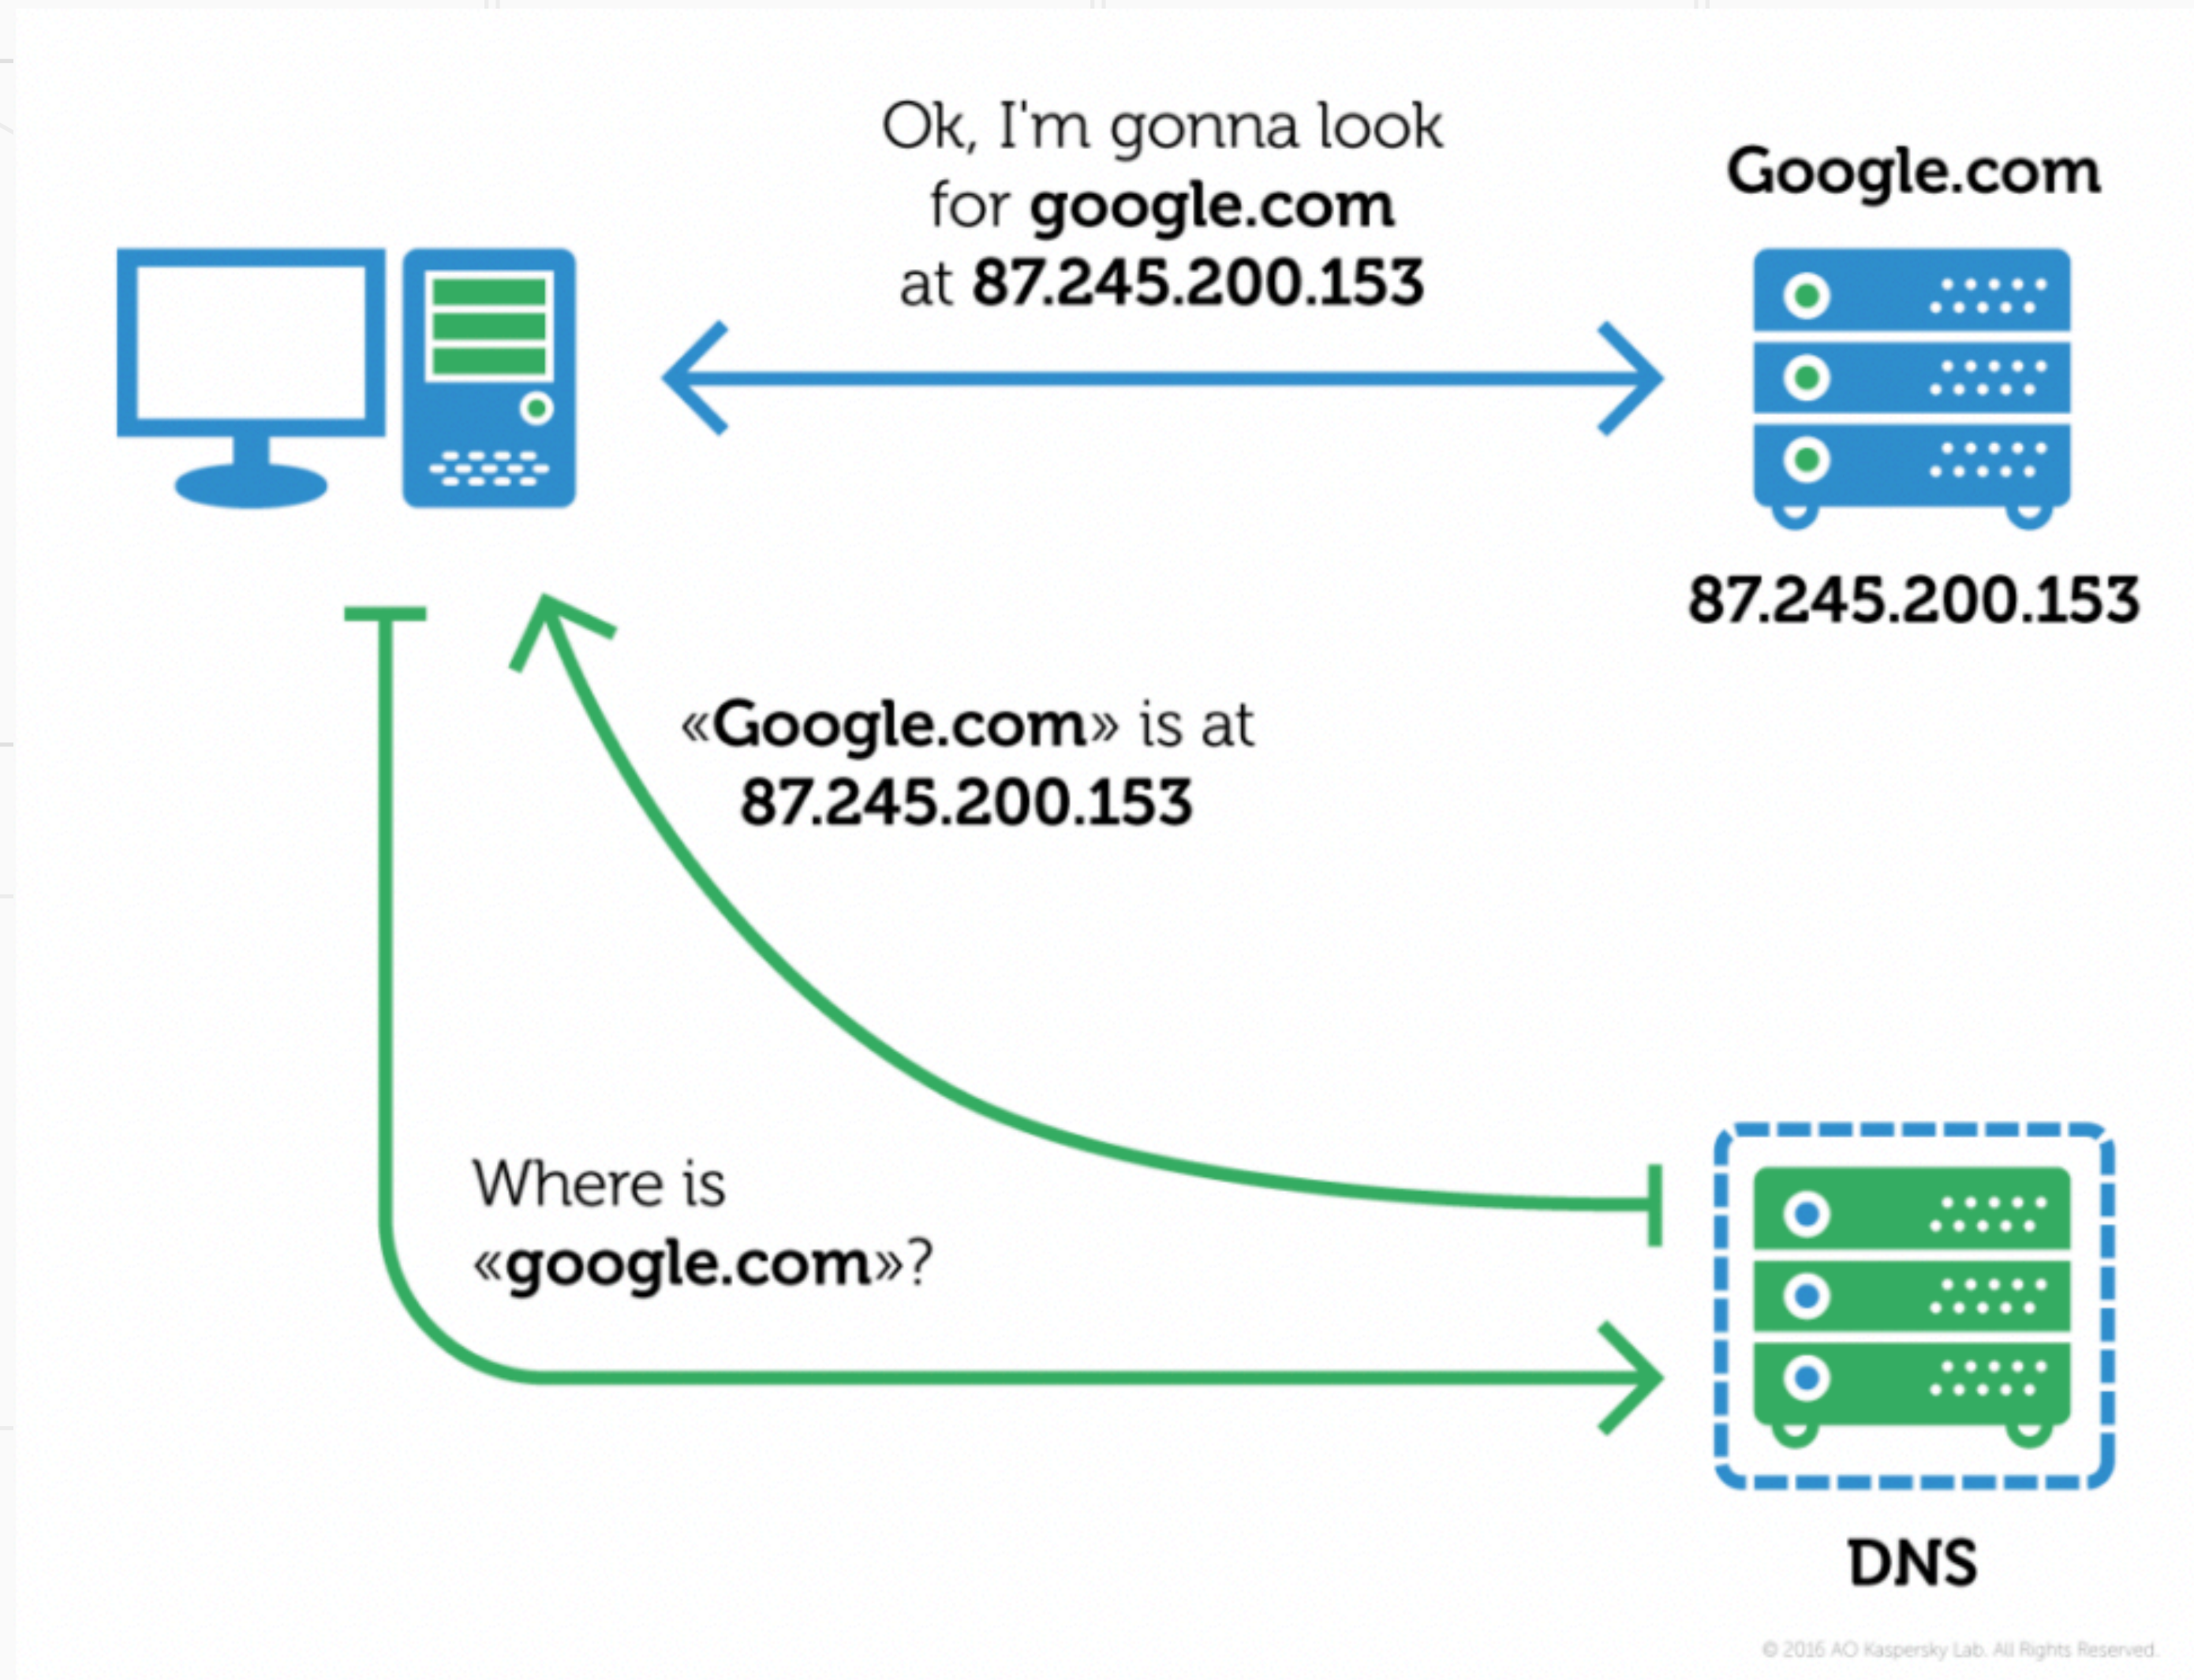 Ok, I'm gonna look
for google.com
at 87.245.200.153
Google.com
87.245.200.153
«Google.com» is at
87.245.200.153
Where is
«google.com»?
DNS
© 2016 AO Kaspersky Lab. All Rights Reserved.